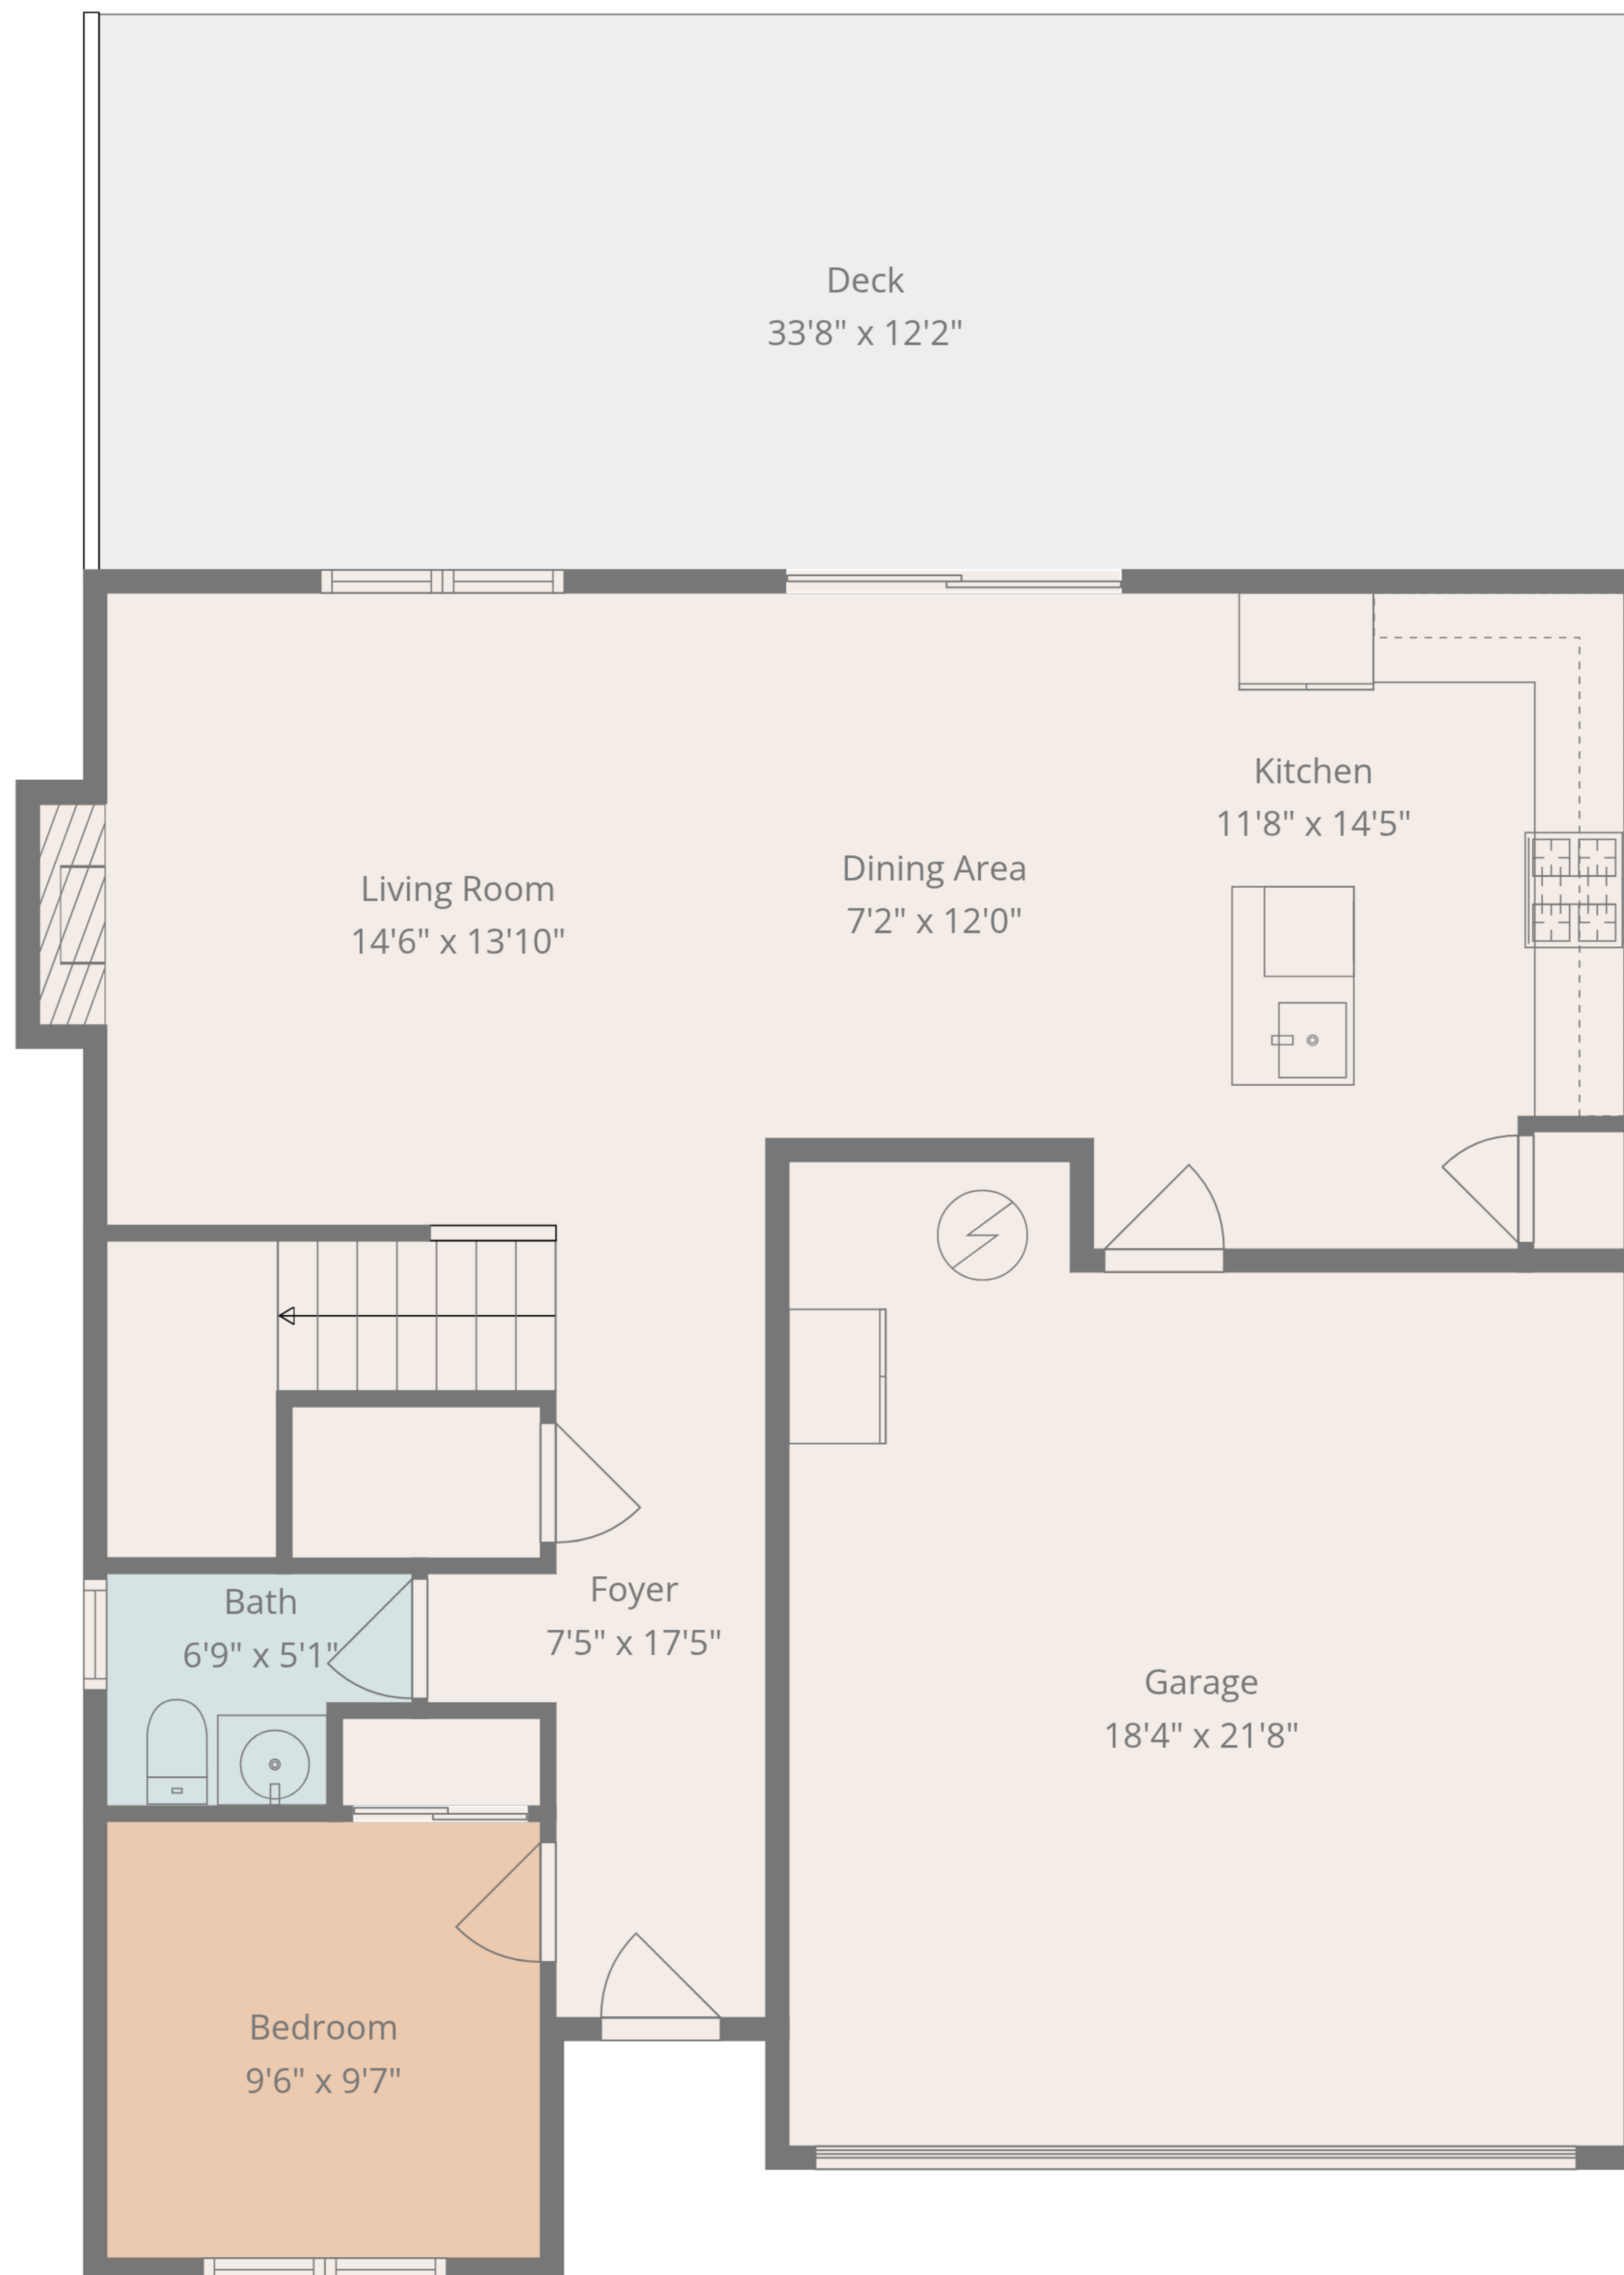 Deck
33'8" x 12'2"
Kitchen
11'8" x 14'5"
Dining Area
7'2" x 12'0"
Living Room
14'6" x 13'10"
Foyer
7'5" x 17'5"
Bath
6'9" x 5'1"
Garage
18'4" x 21'8"
Bedroom
9'6" x 9'7"